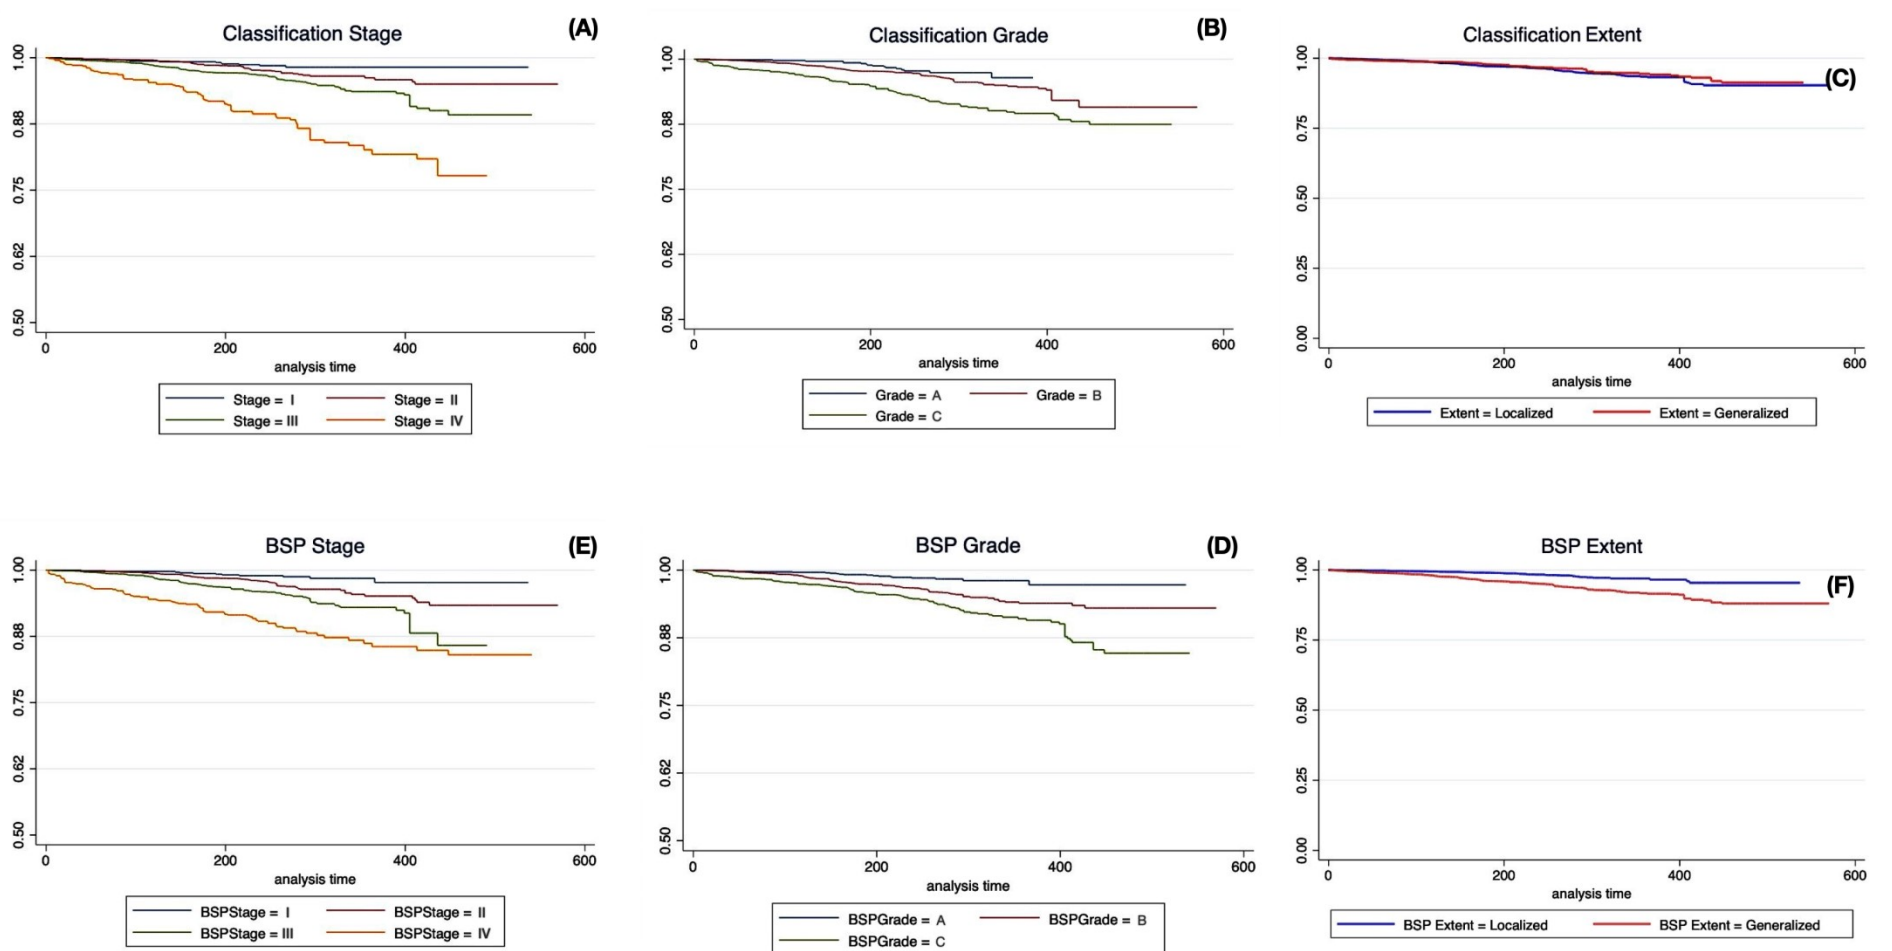 Classification Stage
(A)
1.00
0.88
0.75
0.62
0.50
0
200
400
600
analysis time
Stage = I
Stage = II
Stage = III
Stage = IV
Classification Grade
(B)
1.00
0.88
0.75
0.62
0.50
0
200
400
600
analysis time
Grade = A
Grade = B
Grade = C
Classification Extent
(C)
1.00
0.75
0.50
0.25
0.00
0
200
400
600
analysis time
Extent = Localized
Extent = Generalized
BSP Stage
(E)
1.00
0.88
0.75
0.62
0.50
0
200
400
600
analysis time
BSPStage = I
BSPStage = II
BSPStage = III
BSPStage = IV
BSP Grade
(D)
1.00
0.88
0.75
0.62
0.50
0
200
400
600
analysis time
BSPGrade = A
BSPGrade = B
BSPGrade = C
BSP Extent
(F)
1.00
0.75
0.50
0.25
0.00
0
200
400
600
analysis time
BSP Extent = Localized
BSP Extent = Generalized